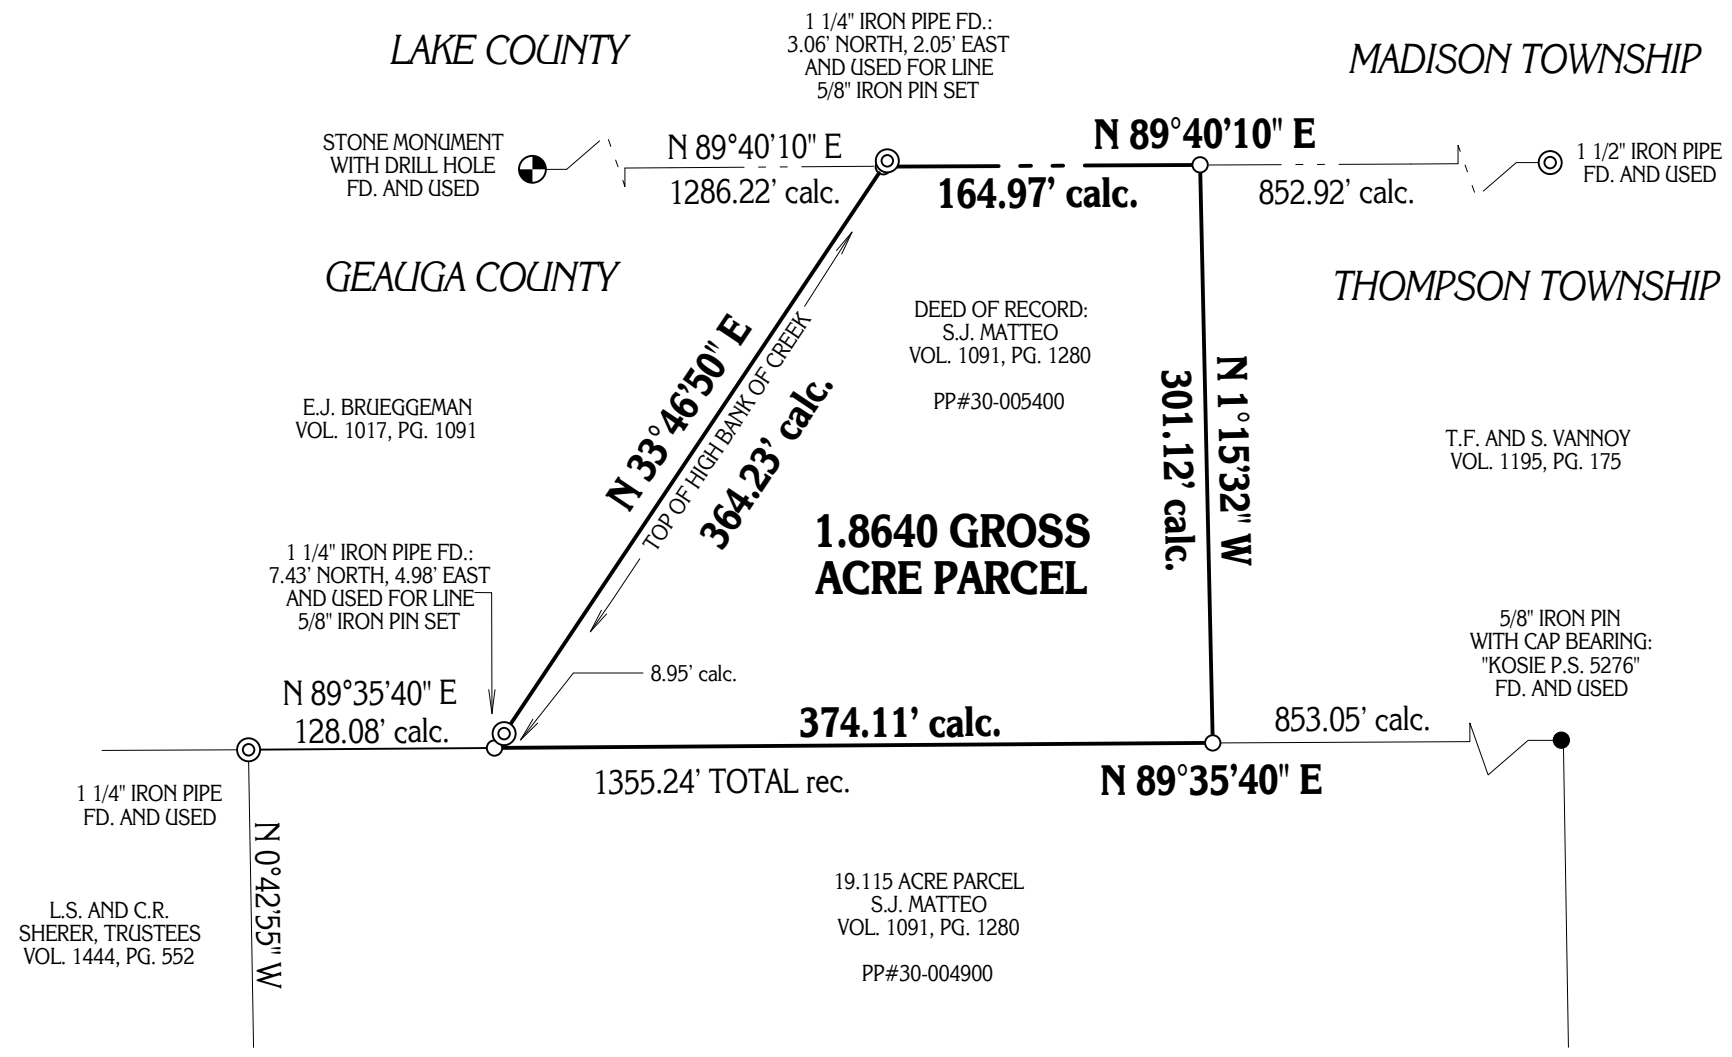 LAKE COUNTY
1 1/4" IRON PIPE FD.:
3.06' NORTH, 2.05' EAST
AND USED FOR LINE
5/8" IRON PIN SET
MADISON TOWNSHIP
STONE MONUMENT
WITH DRILL HOLE
FD. AND USED
N 89°40'10" E
1286.22' calc.
N 89°40'10" E
164.97' calc.
852.92' calc.
1 1/2" IRON PIPE
FD. AND USED
GEAUGA COUNTY
THOMPSON TOWNSHIP
DEED OF RECORD:
S.J. MATTEO
VOL. 1091, PG. 1280
PP#30-005400
N 33°46'50" E
TOP OF HIGH BANK OF CREEK
364.23' calc.
N 1°15'32" W
301.12' calc.
E.J. BRUEGGEMAN
VOL. 1017, PG. 1091
T.F. AND S. VANNOY
VOL. 1195, PG. 175
1.8640 GROSS
ACRE PARCEL
1 1/4" IRON PIPE FD.:
7.43' NORTH, 4.98' EAST
AND USED FOR LINE
5/8" IRON PIN SET
8.95' calc.
5/8" IRON PIN
WITH CAP BEARING:
"KOSIE P.S. 5276"
FD. AND USED
N 89°35'40" E
128.08' calc.
374.11' calc.
853.05' calc.
1355.24' TOTAL rec.
N 89°35'40" E
1 1/4" IRON PIPE
FD. AND USED
N 0°42'55" W
L.S. AND C.R.
SHERER, TRUSTEES
VOL. 1444, PG. 552
19.115 ACRE PARCEL
S.J. MATTEO
VOL. 1091, PG. 1280
PP#30-004900